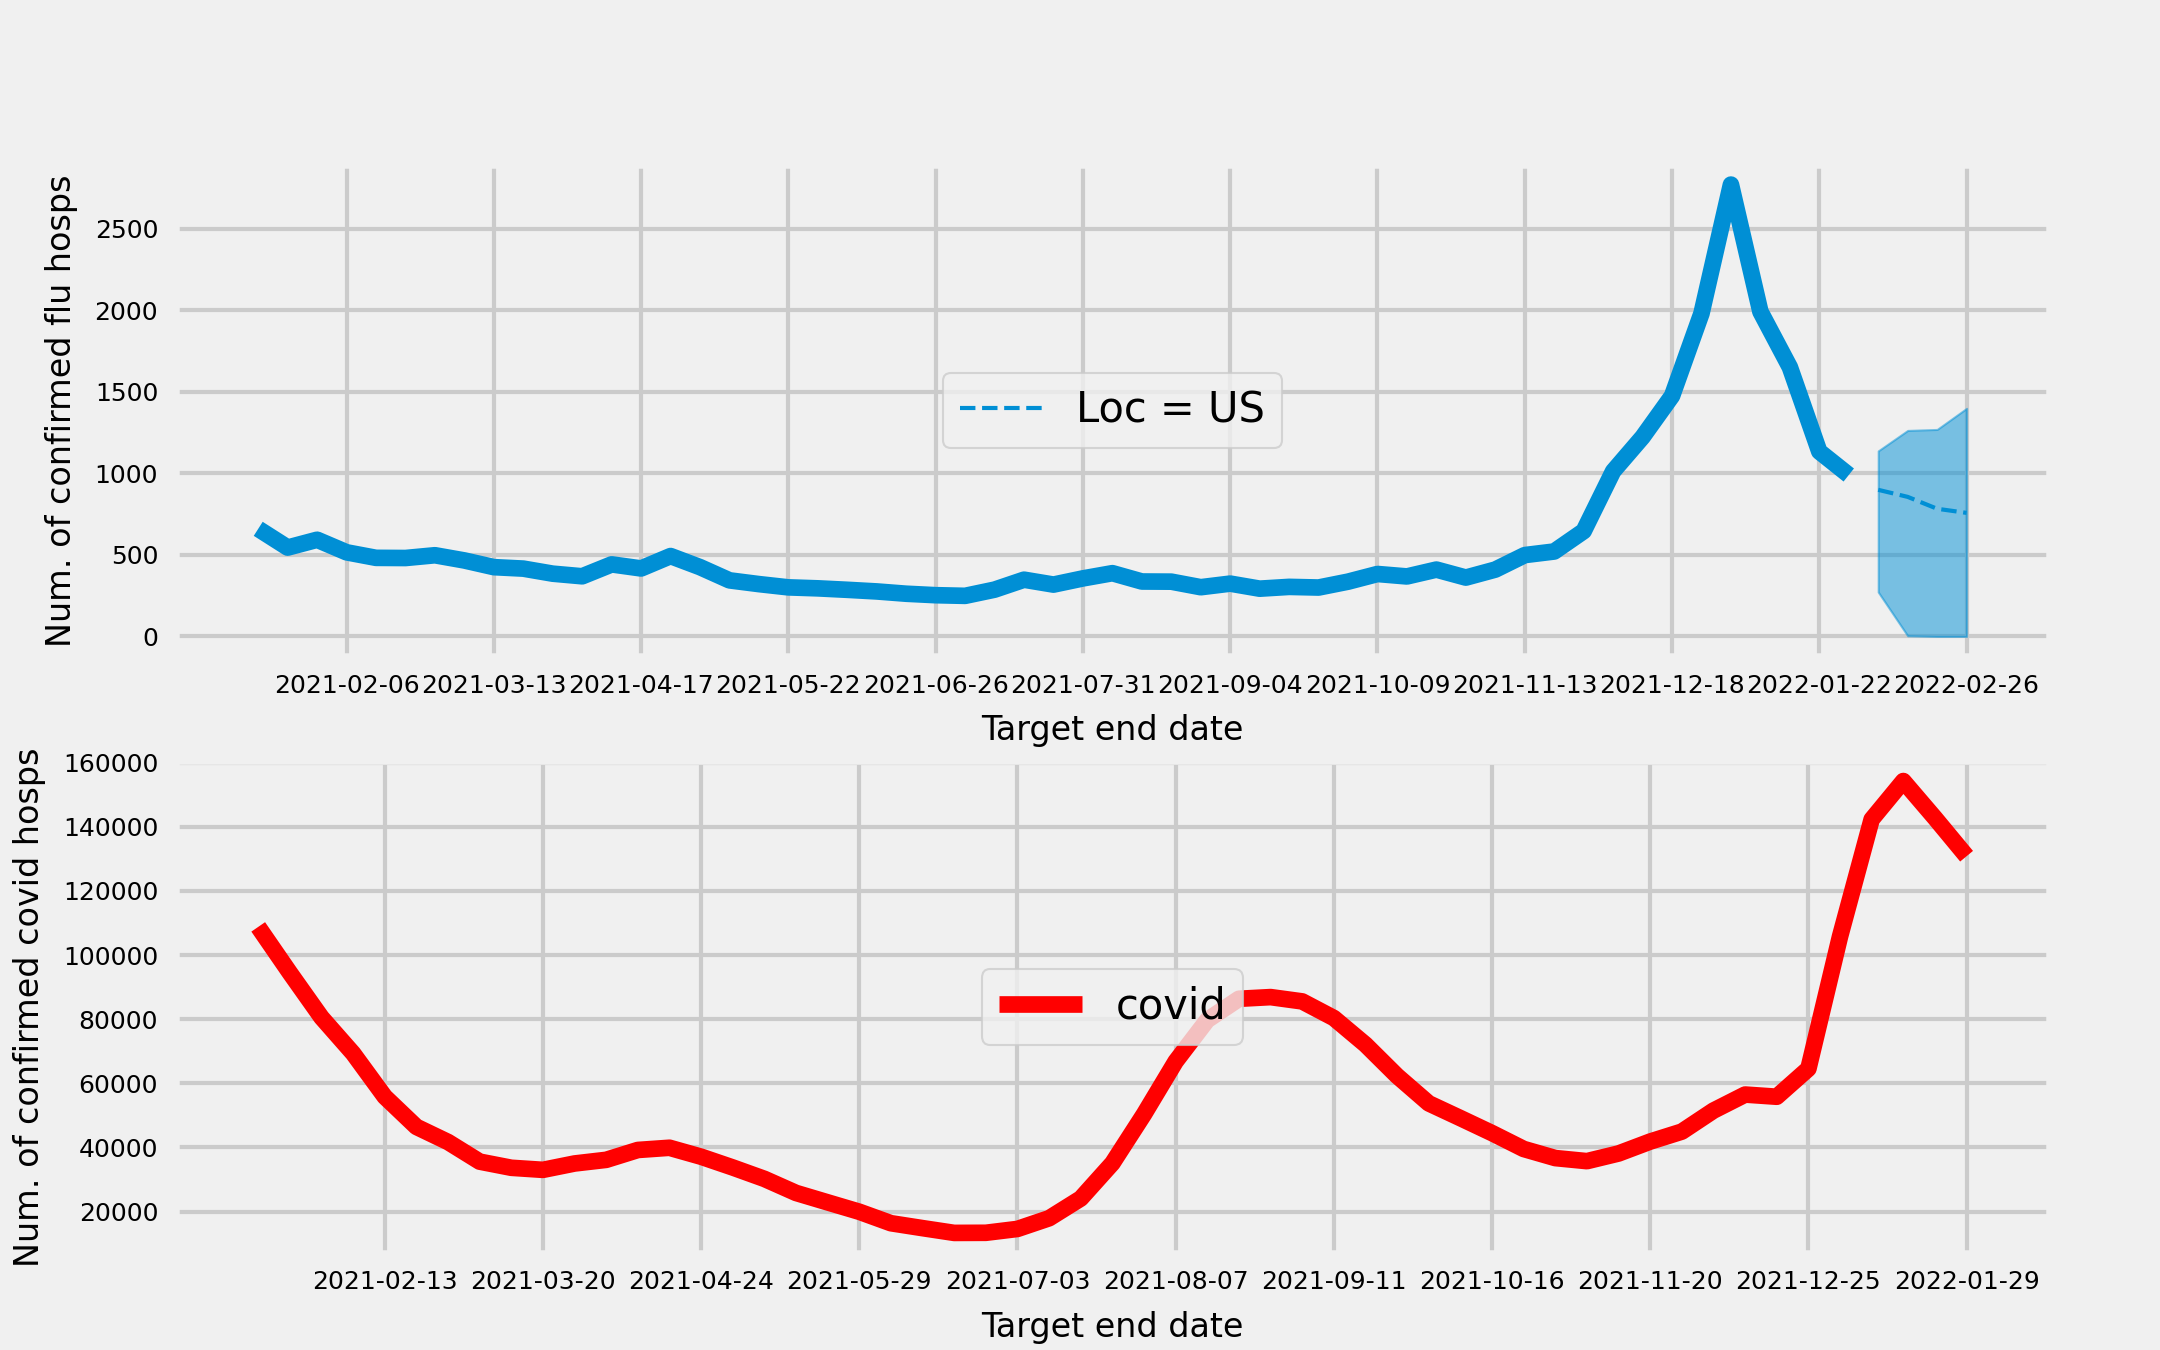 Num. of confirmed flu hosps
2500
2000
1500
1000
500
0
Loc = US
2021-02-06 2021-03-13 2021-04-17 2021-05-22 2021-06-26 2021-07-31 2021-09-04 2021-10-09 2021-11-13 2021-12-18 2022-01-22 2022-02-26
Target end date
Num. of confirmed covid hosps
160000
140000
120000
100000
80000
60000
40000
20000
covid
2021-02-13 2021-03-20 2021-04-24 2021-05-29 2021-07-03 2021-08-07 2021-09-11 2021-10-16 2021-11-20 2021-12-25 2022-01-29
Target end date